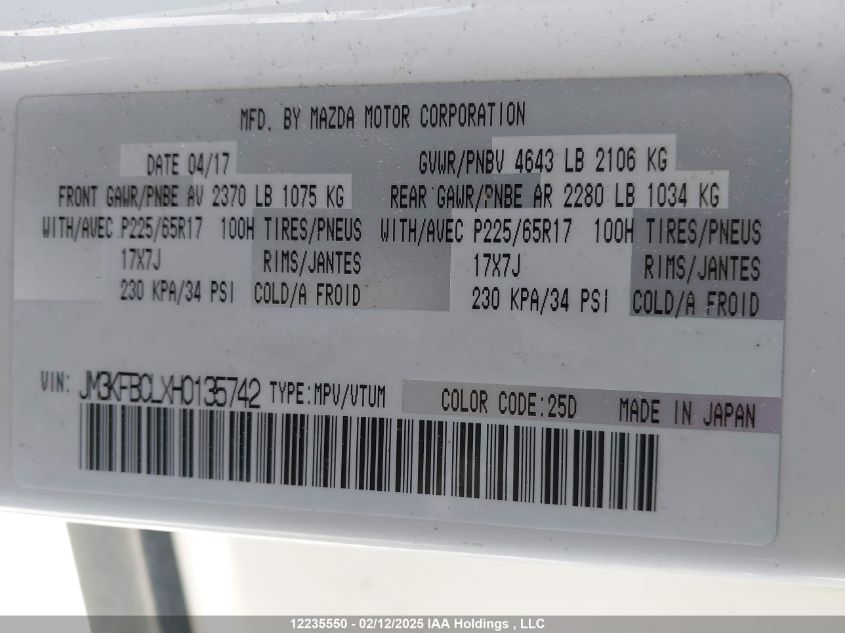 MFD. BY MAZDA MOTOR CORPORATION
DATE 04/17 GVWR/PNBV 4643 LB 2106 KG
FRONT GAWR/PNBE AV 2370 LB 1075 KG REAR GAWR/PNBE AR 2280 LB 1034 KG
WITH/AVEC P225/65R17 100H TIRES/PNEUS WITH/AVEC P225/65R17 100H TIRES/PNEUS
17X7J RIMS/JANTES 17X7J RIMS/JANTES
230 KPA/34 PSI COLD/A FROID 230 KPA/34 PSI COLD/A FROID
VIN: JM3KFBCLXH0135742 TYPE:MPV/VTUM COLOR CODE:25D MADE IN JAPAN
12235550 - 02/12/2025 IAA Holdings , LLC